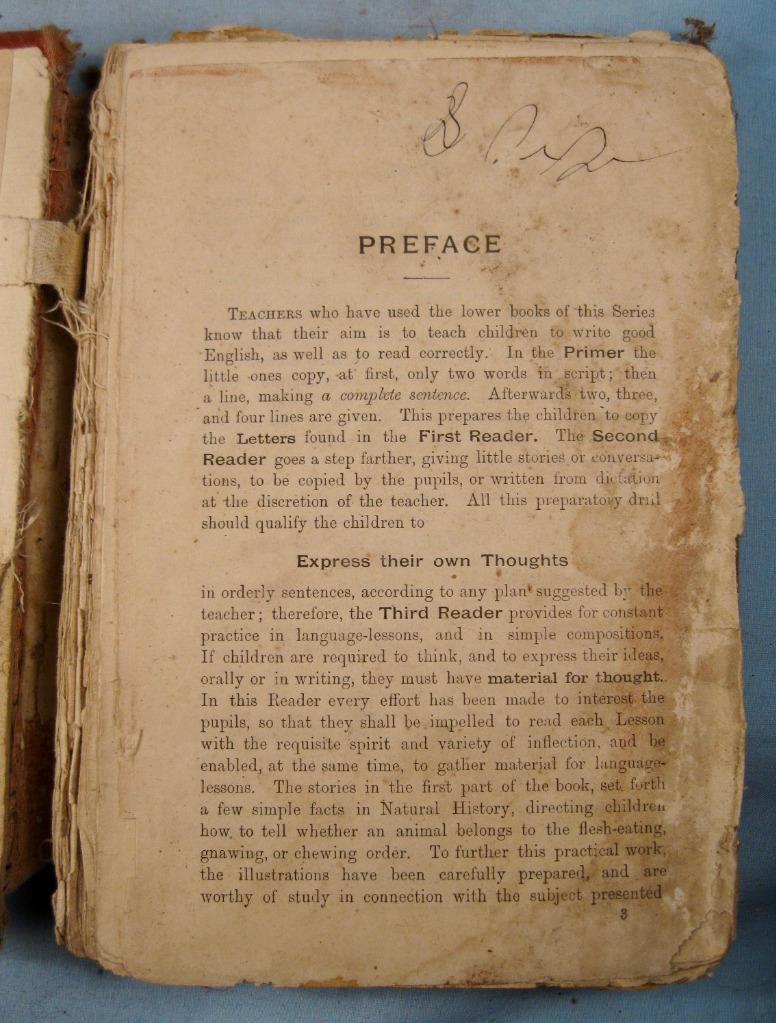 PREFACE
TEACHERS who have used the lower books of this Series
know that their aim is to teach children to write good
English, as well as to read correctly. In the Primer the
little ones copy, at first, only two words in script; then
a line, making a complete sentence. Afterwards two, three,
and four lines are given. This prepares the children to copy
the Letters found in the First Reader. The Second
Reader goes a step farther, giving little stories or conversa-
tions, to be copied by the pupils, or written from dictation
at the discretion of the teacher. All this preparatory drill
should qualify the children to
Express their own Thoughts
in orderly sentences, according to any plan suggested by the
teacher; therefore, the Third Reader provides for constant
practice in language-lessons, and in simple compositions.
If children are required to think, and to express their ideas,
orally or in writing, they must have material for thought.
In this Reader every effort has been made to interest the
pupils, so that they shall be impelled to read each Lesson
with the requisite spirit and variety of inflection, and be
enabled, at the same time, to gather material for language-
lessons. The stories in the first part of the book, set forth
a few simple facts in Natural History, directing children
how to tell whether an animal belongs to the flesh-eating,
gnawing, or chewing order. To further this practical work,
the illustrations have been carefully prepared, and are
worthy of study in connection with the subject presented
3